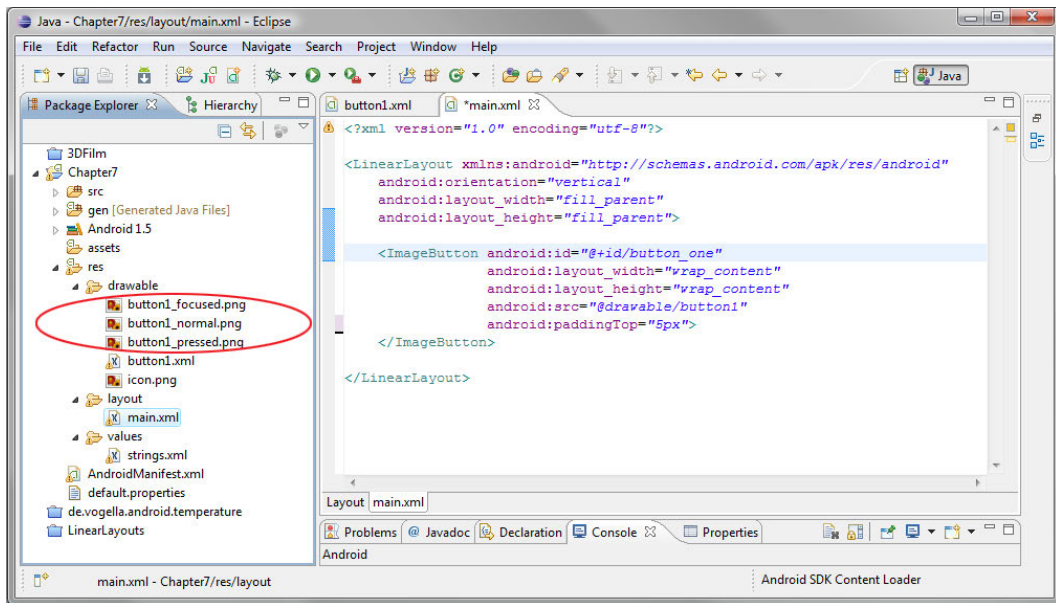 Java - Chapter7/res/layout/main.xml - Eclipse
File Edit Refactor Run Source Navigate Search Project Window Help
Java
Package Explorer
Hierarchy
3DFilm
Chapter7
src
gen [Generated Java Files]
Android 1.5
assets
res
drawable
button1_focused.png
button1_normal.png
button1_pressed.png
button1.xml
icon.png
layout
main.xml
values
strings.xml
AndroidManifest.xml
default.properties
de.vogella.android.temperature
LinearLayouts
button1.xml
*main.xml
<?xml version="1.0" encoding="utf-8"?>
<LinearLayout xmlns:android="http://schemas.android.com/apk/res/android"
android:orientation="vertical"
android:layout_width="fill_parent"
android:layout_height="fill_parent">
<ImageButton android:id="@+id/button_one"
android:layout_width="wrap_content"
android:layout_height="wrap_content"
android:src="@drawable/button1"
android:paddingTop="5px">
</ImageButton>
</LinearLayout>
Layout main.xml
Problems @ Javadoc Declaration Console Properties
Android
main.xml - Chapter7/res/layout
Android SDK Content Loader